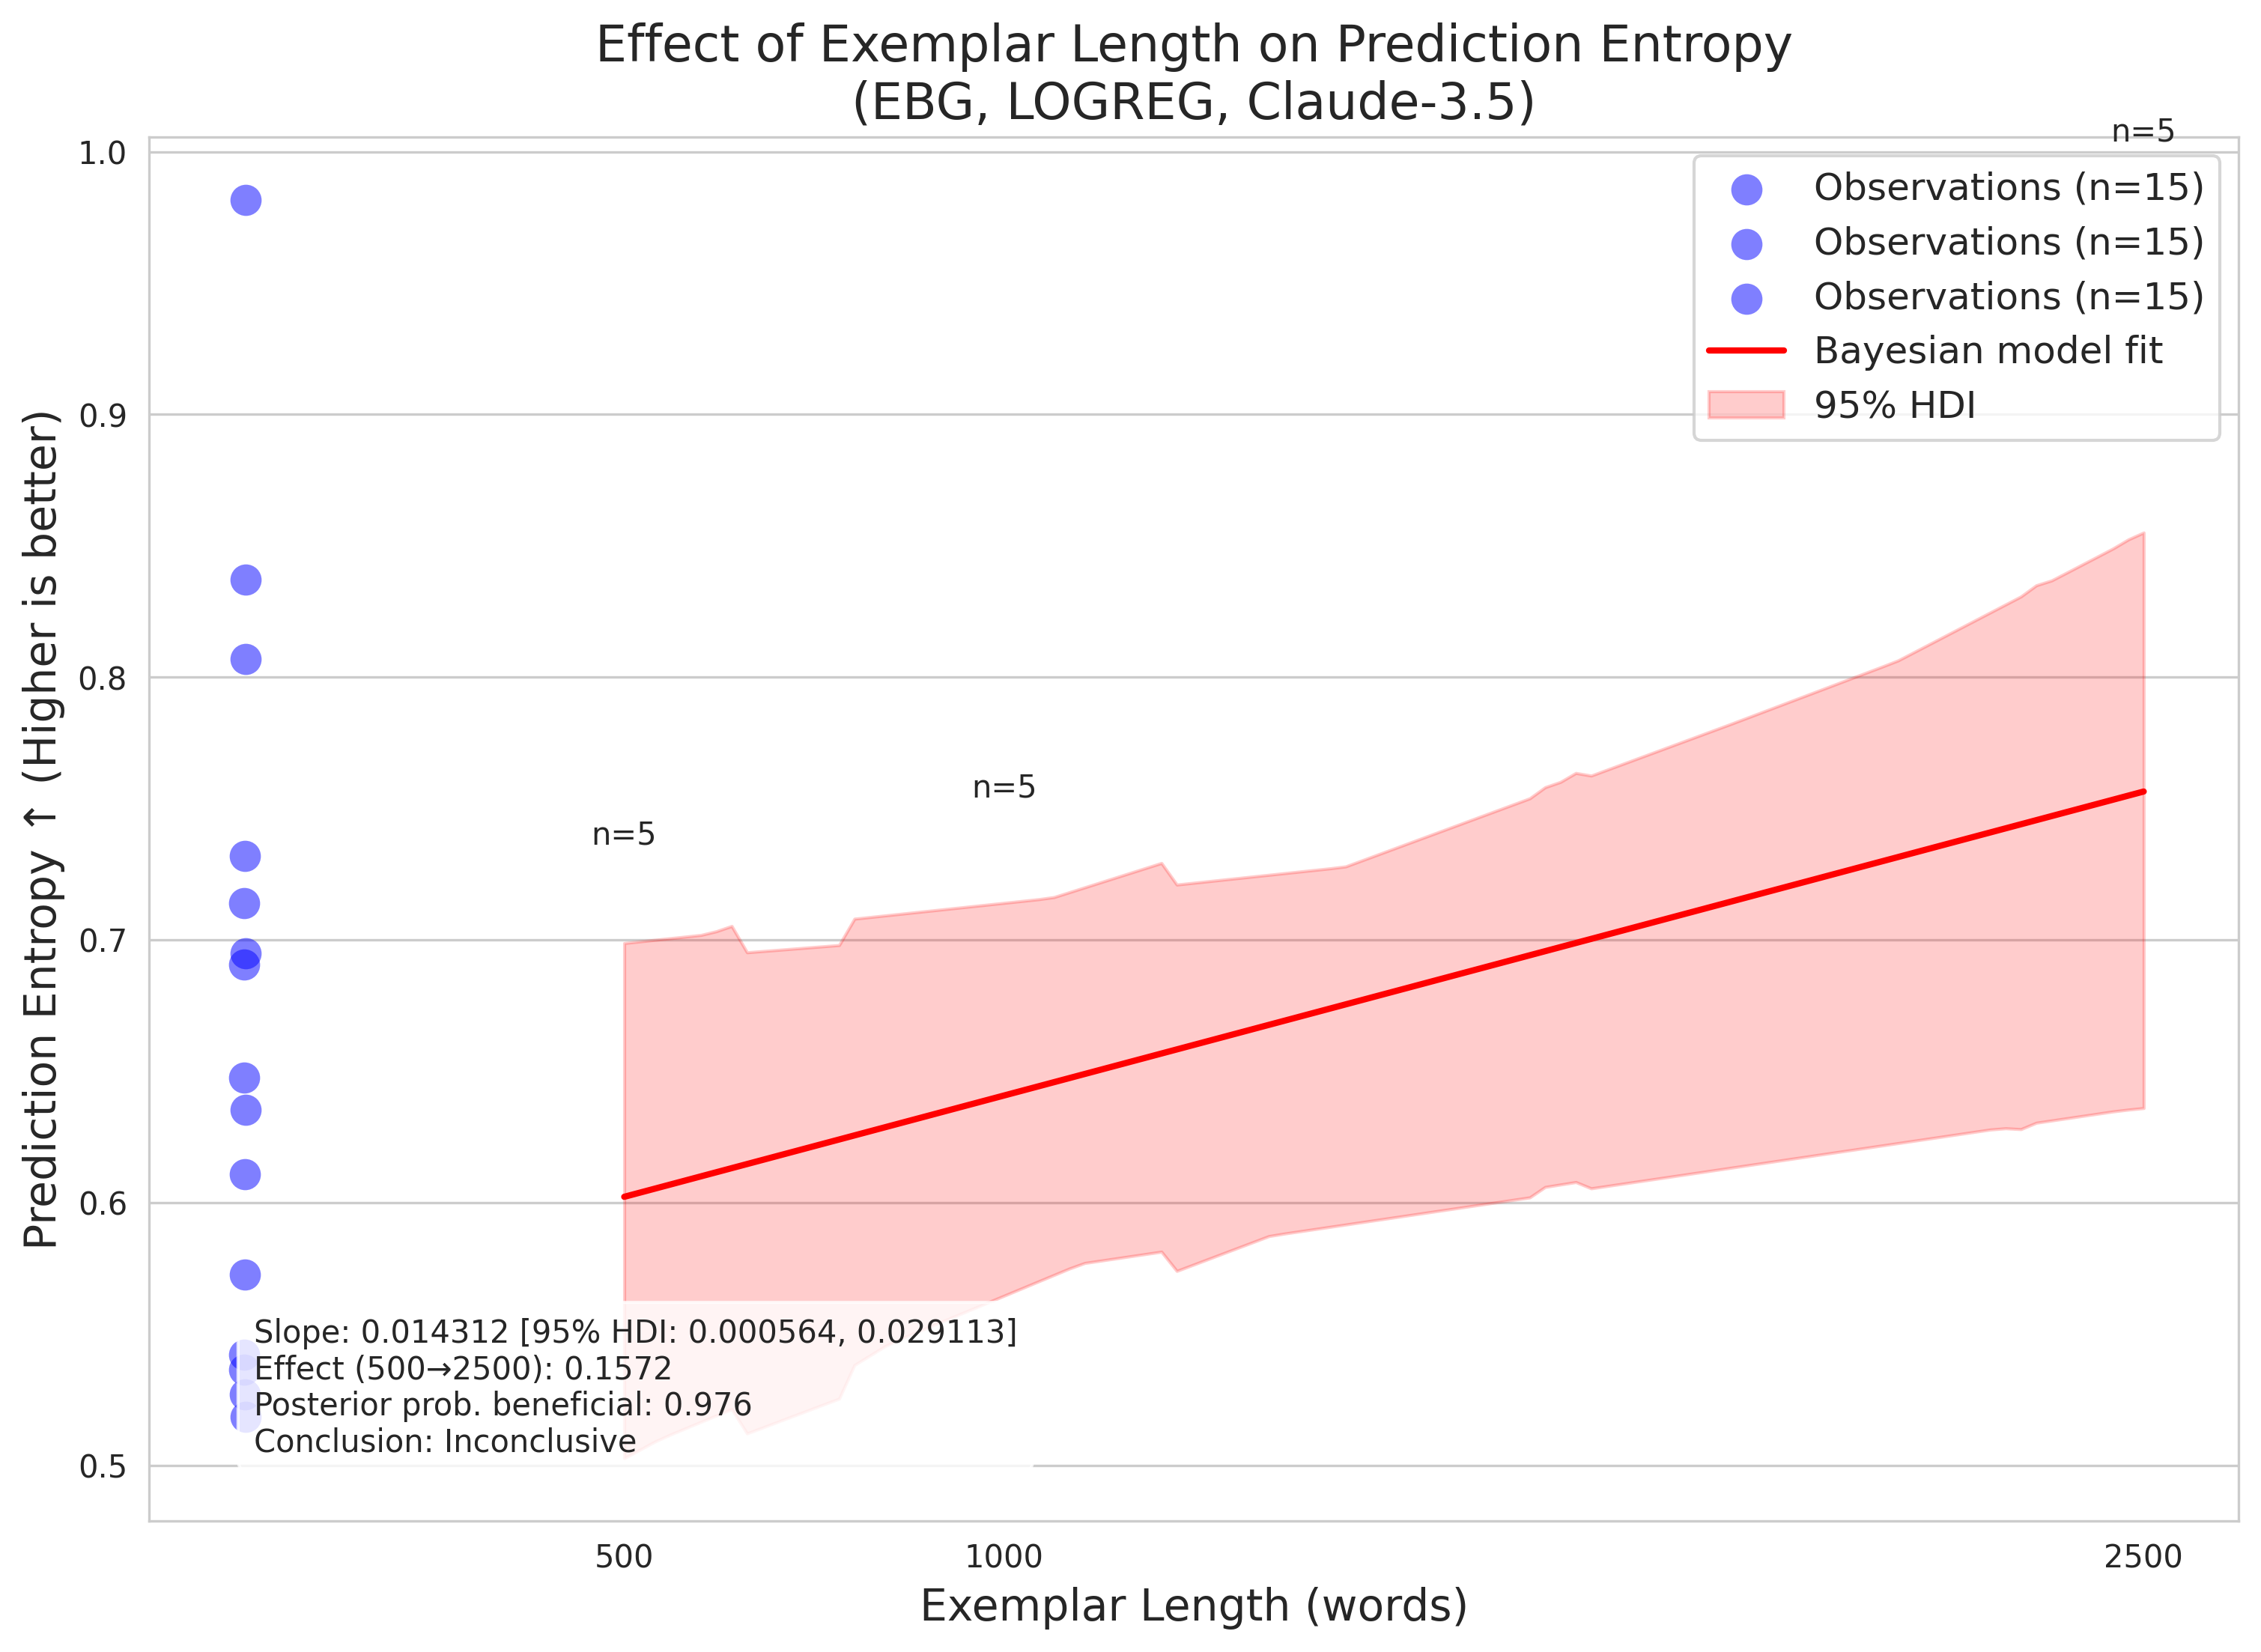 Effect of Exemplar Length on Prediction Entropy
(EBG, LOGREG, Claude-3.5)
n=5
Observations (n=15)
Observations (n=15)
Observations (n=15)
Bayesian model fit
95% HDI
Prediction Entropy ↑ (Higher is better)
1.0
0.9
0.8
0.7
0.6
0.5
n=5
n=5
Slope: 0.014312 [95% HDI: 0.000564, 0.029113]
Effect (500→2500): 0.1572
Posterior prob. beneficial: 0.976
Conclusion: Inconclusive
500
1000
2500
Exemplar Length (words)